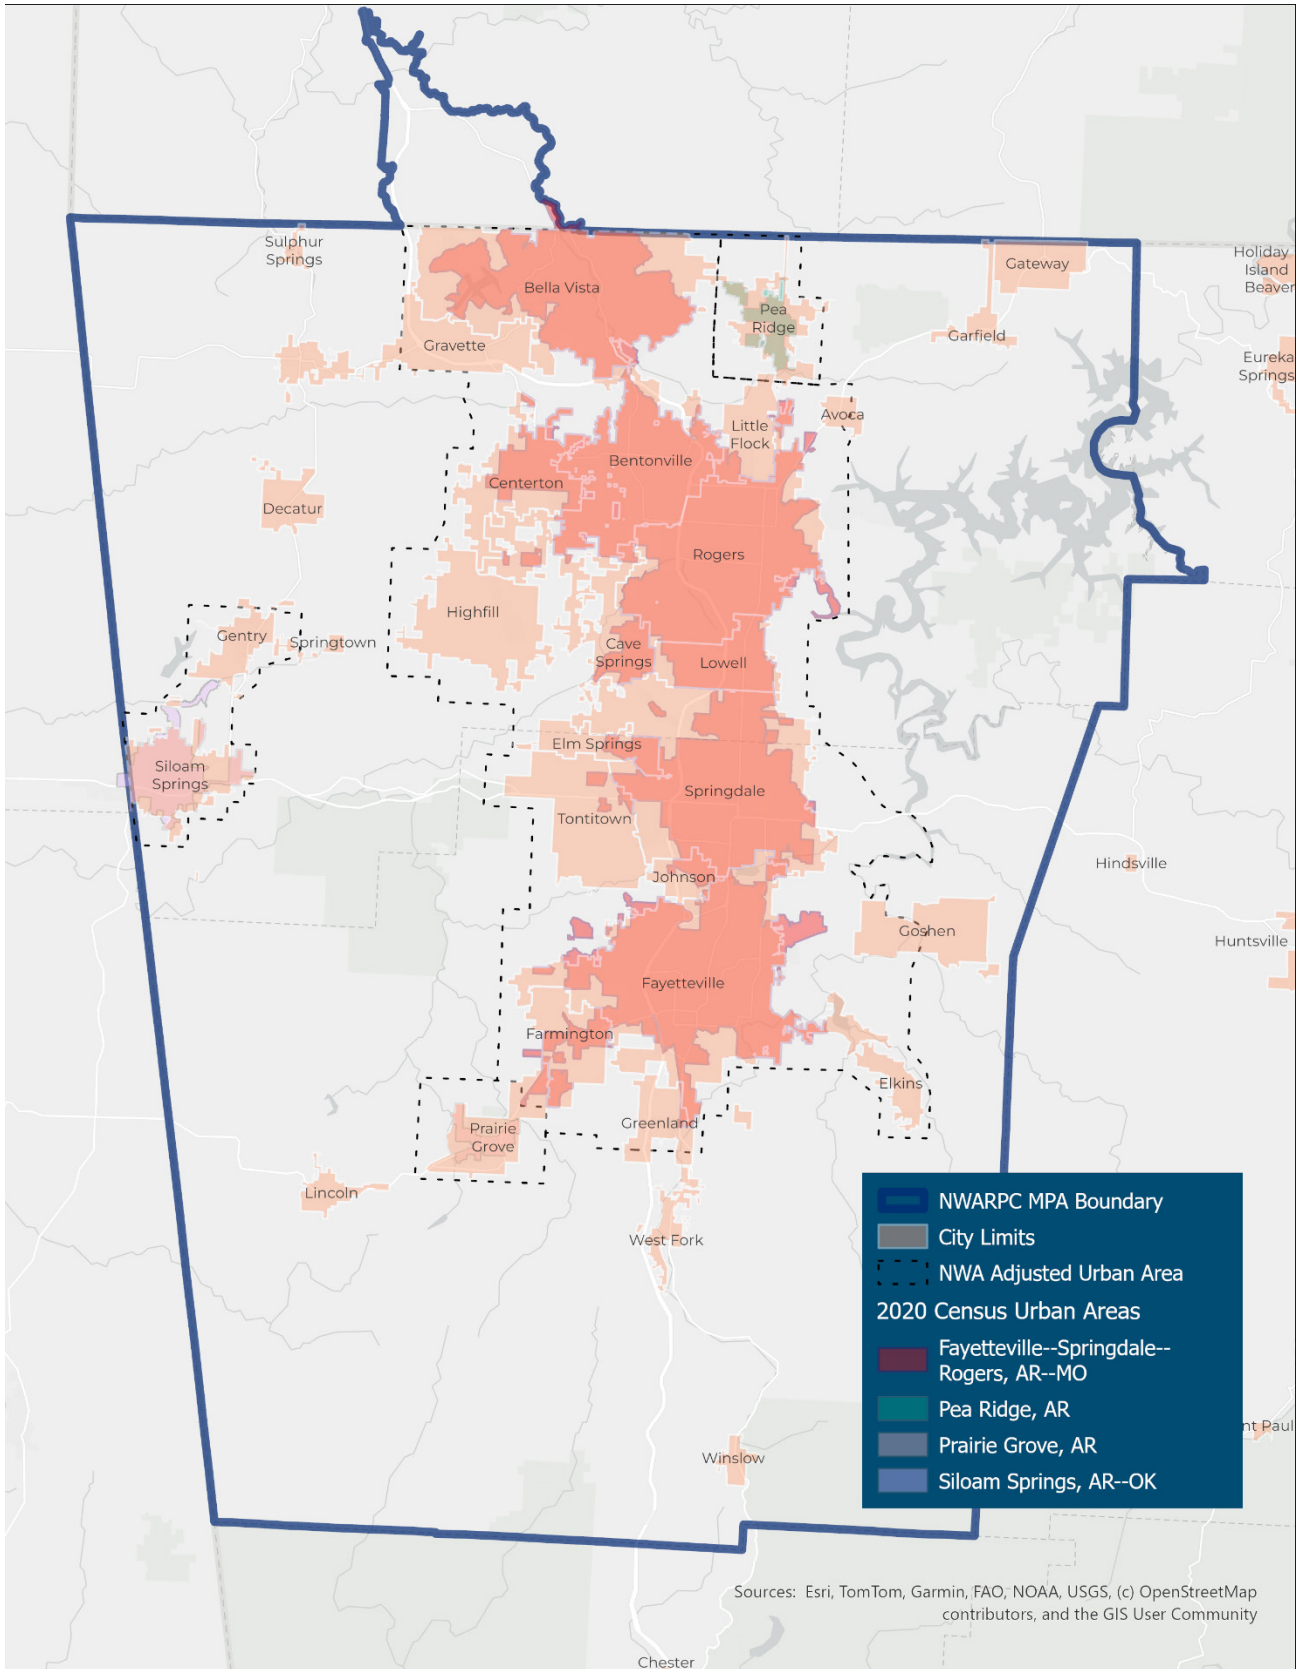 Sulphur
Springs
Bella Vista
Gateway
Holiday
Island
Beaver
Pea
Ridge
Gravette
Garfield
Eureka
Springs
Avoca
Little
Flock
Bentonville
Centerton
Decatur
Rogers
Highfill
Gentry
Springtown
Cave
Springs
Lowell
Elm Springs
Siloam
Springs
Springdale
Tontitown
Hindsville
Johnson
Goshen
Huntsville
Fayetteville
Farmington
Elkins
Prairie
Grove
Greenland
Lincoln
West Fork
NWARPC MPA Boundary
City Limits
NWA Adjusted Urban Area
2020 Census Urban Areas
Fayetteville--Springdale--
Rogers, AR--MO
Pea Ridge, AR
Prairie Grove, AR
Siloam Springs, AR--OK
nt Paul
Winslow
Sources: Esri, TomTom, Garmin, FAO, NOAA, USGS, (c) OpenStreetMap
contributors, and the GIS User Community
Chester